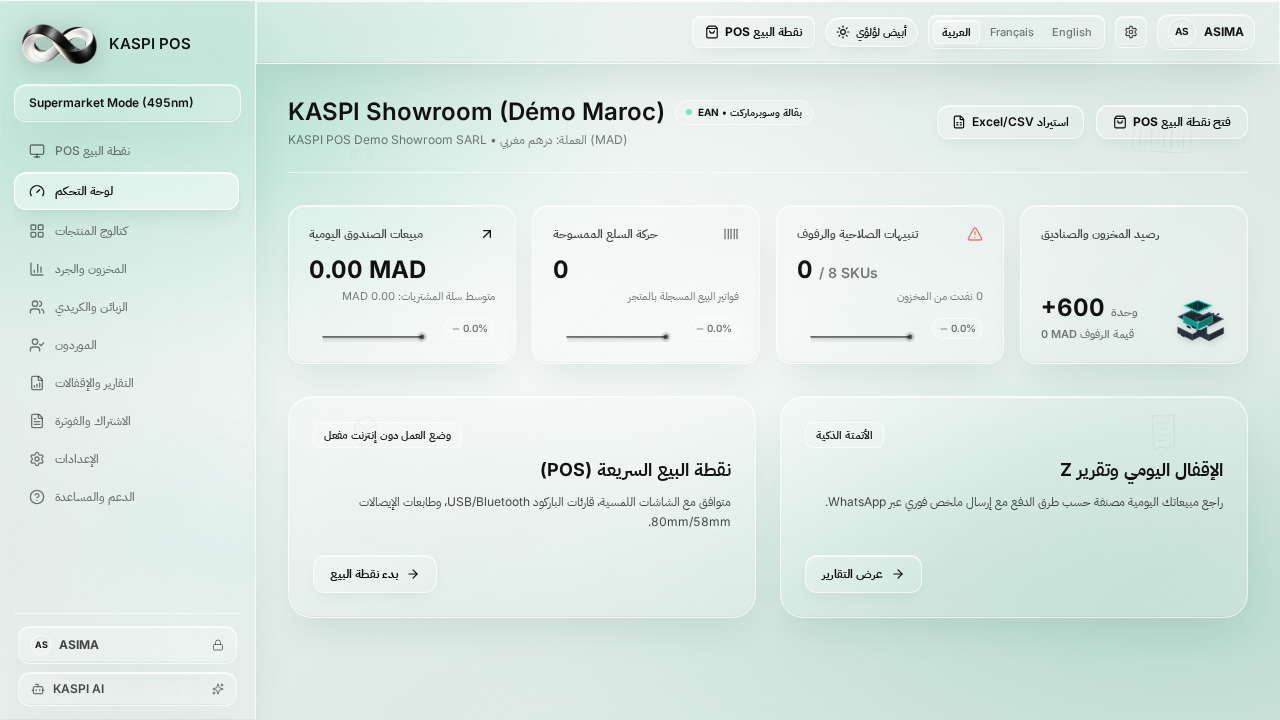 KASPI POS
Supermarket Mode (495nm)
نقطة البيع POS
لوحة التحكم
كتالوج المنتجات
المخزون والجرد
الزبائن والكريدي
الموردون
التقارير والإقفالات
الاشتراك والفوترة
الإعدادات
الدعم والمساعدة
AS ASIMA
KASPI AI
نقطة البيع POS
أبيض لؤلؤي
العربية Français English
AS ASIMA
KASPI Showroom (Démo Maroc)
بقالة وسوبرماركت • EAN
KASPI POS Demo Showroom SARL • العملة: درهم مغربي (MAD)
استيراد Excel/CSV
فتح نقطة البيع POS
مبيعات الصندوق اليومية
0.00 MAD
متوسط سلة المشتريات: 0.00 MAD
— 0.0%
حركة السلع الممسوحة
0
فواتير البيع المسجلة بالمتجر
— 0.0%
تنبيهات الصلاحية والرفوف
0 / 8 SKUs
0 نفدت من المخزون
— 0.0%
رصيد المخزون والصناديق
+600 وحدة
قيمة الرفوف 0 MAD
وضع العمل دون إنترنت مفعل
نقطة البيع السريعة (POS)
متوافق مع الشاشات اللمسية، قارئات الباركود USB/Bluetooth، وطابعات الإيصالات
80mm/58mm.
بدء نقطة البيع
الأتمتة الذكية
الإقفال اليومي وتقرير Z
راجع مبيعاتك اليومية مصنفة حسب طرق الدفع مع إرسال ملخص فوري عبر WhatsApp.
عرض التقارير